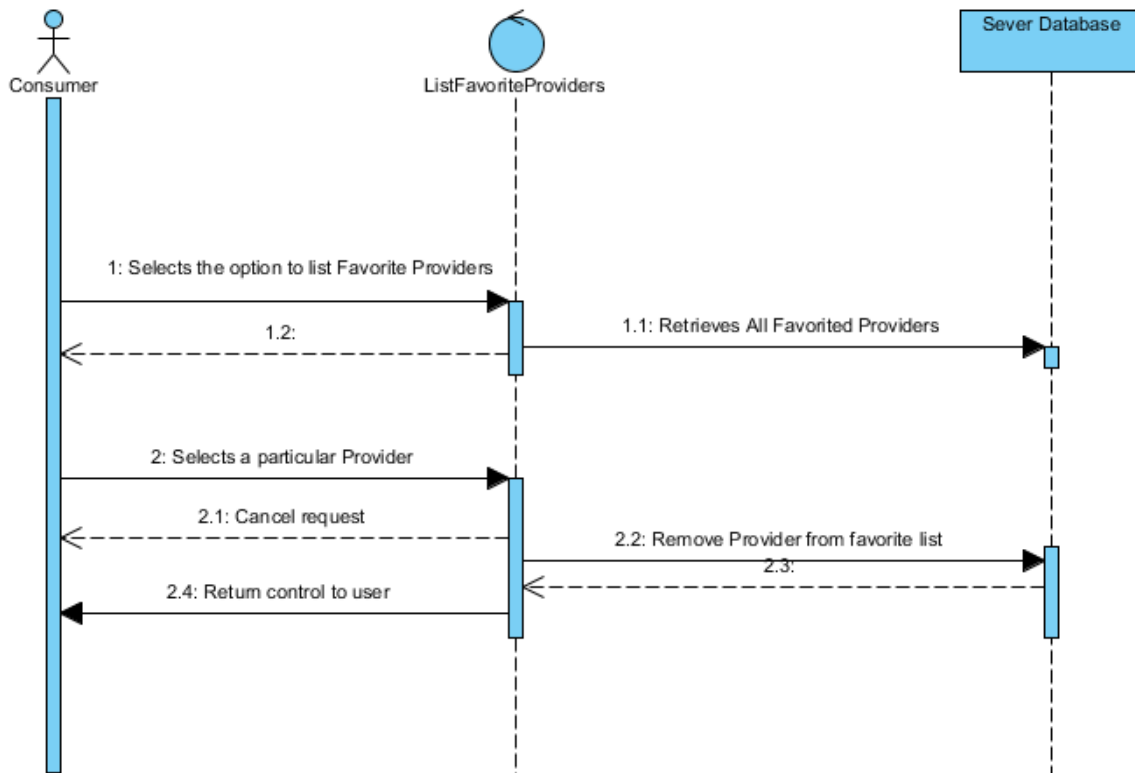 Sever Database
Consumer
ListFavoriteProviders
1: Selects the option to list Favorite Providers
1.1: Retrieves All Favorited Providers
1.2:
2: Selects a particular Provider
2.1: Cancel request
2.2: Remove Provider from favorite list
2.3:
2.4: Return control to user